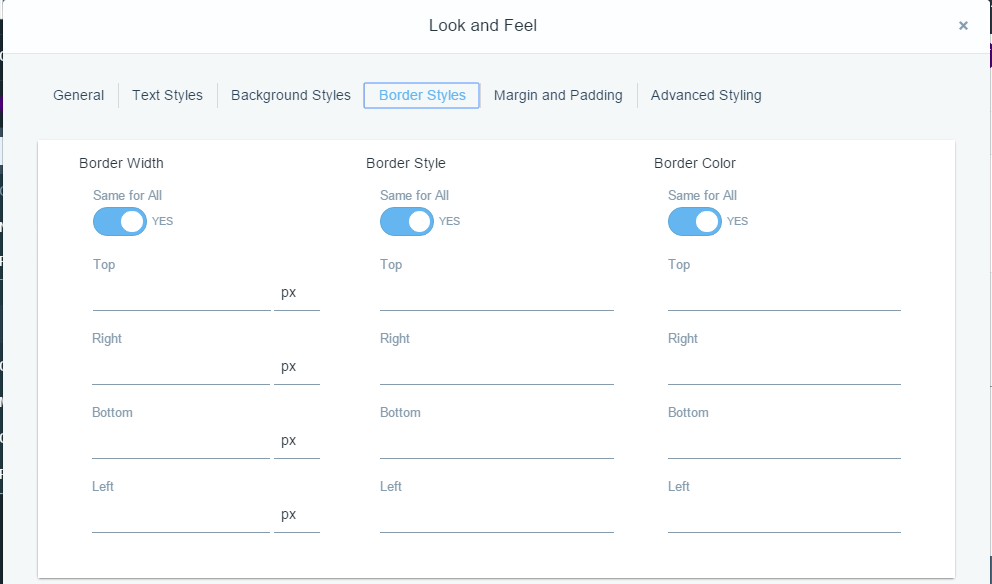 Look and Feel ×
General Text Styles Background Styles Border Styles Margin and Padding Advanced Styling
Border Width Border Style Border Color
Same for All Same for All Same for All
YES YES YES
Top Top Top
px
Right Right Right
px
Bottom Bottom Bottom
px
Left Left Left
px